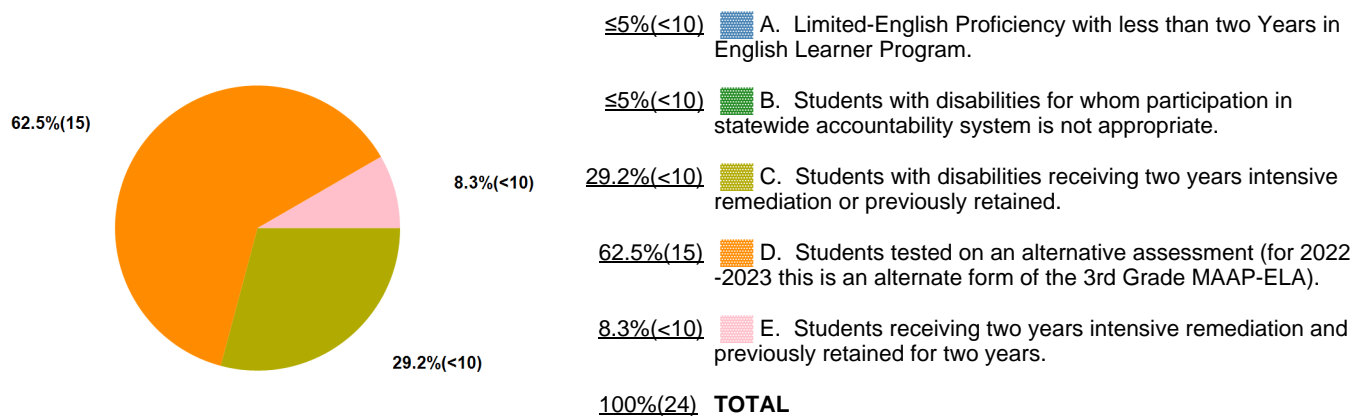 62.5%(15)
8.3%(<10)
29.2%(<10)
≤5%(<10) A. Limited-English Proficiency with less than two Years in
English Learner Program.
≤5%(<10) B. Students with disabilities for whom participation in
statewide accountability system is not appropriate.
29.2%(<10) C. Students with disabilities receiving two years intensive
remediation or previously retained.
62.5%(15) D. Students tested on an alternative assessment (for 2022
-2023 this is an alternate form of the 3rd Grade MAAP-ELA).
8.3%(<10) E. Students receiving two years intensive remediation and
previously retained for two years.
100%(24) TOTAL